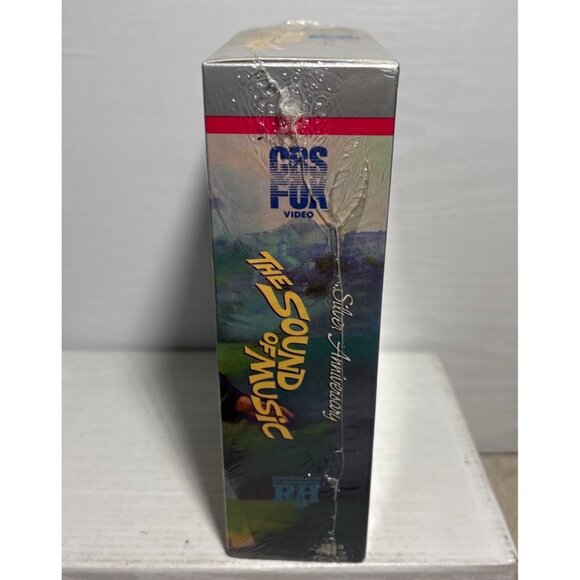 CBS
FOX
VIDEO
Silver Anniversary
THE SOUND
OF MUSIC
R&H